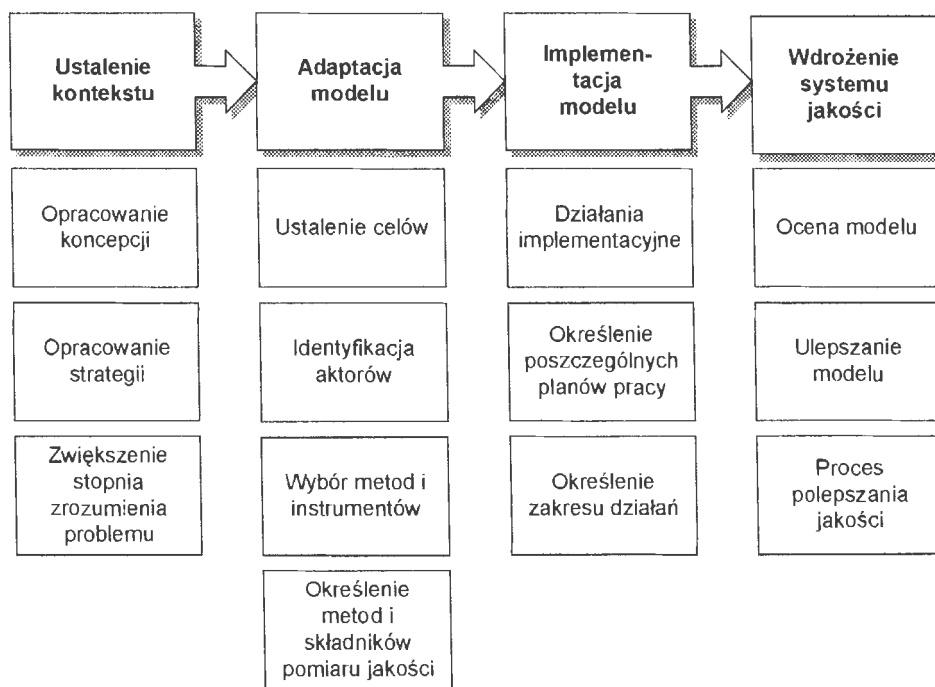 Ustalenie
kontekstu
Adaptacja
modelu
Implemen-
tacja
modelu
Wdrożenie
systemu
jakości
Opracowanie
koncepcji
Ustalenie celów
Działania
implementacyjne
Ocena modelu
Opracowanie
strategii
Identyfikacja
aktorów
Określenie
poszczególnych
planów pracy
Ulepszanie
modelu
Zwiększenie
stopnia
zrozumienia
problemu
Wybór metod i
instrumentów
Określenie
zakresu działań
Proces
polepszania
jakości
Określenie
metod i
składników
pomiaru jakości